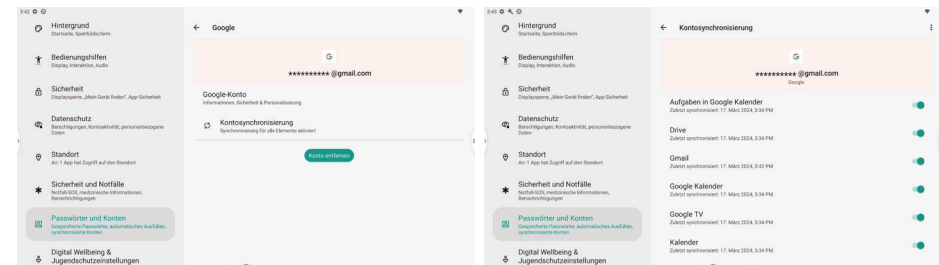 3:42
Hintergrund
Startseite, Sperrbildschirm
Bedienungshilfen
Display, Interaktion, Audio
Sicherheit
Displaysperre, „Mein Gerät finden“, App-Sicherheit
Datenschutz
Berechtigungen, Kontoaktivität, personenbezogene
Daten
Standort
An: 1 App hat Zugriff auf den Standort
Sicherheit und Notfälle
Notfall-SOS, medizinische Informationen,
Benachrichtigungen
Passwörter und Konten
Gespeicherte Passwörter, automatisches Ausfüllen,
synchronisierte Konten
Digital Wellbeing &
Jugendschutzeinstellungen
Google
G
********** @gmail.com
Google-Konto
Informationen, Sicherheit & Personalisierung
Kontosynchronisierung
Synchronisierung für alle Elemente aktiviert
Konto entfernen
3:45
Hintergrund
Startseite, Sperrbildschirm
Bedienungshilfen
Display, Interaktion, Audio
Sicherheit
Displaysperre, „Mein Gerät finden“, App-Sicherheit
Datenschutz
Berechtigungen, Kontoaktivität, personenbezogene
Daten
Standort
An: 1 App hat Zugriff auf den Standort
Sicherheit und Notfälle
Notfall-SOS, medizinische Informationen,
Benachrichtigungen
Passwörter und Konten
Gespeicherte Passwörter, automatisches Ausfüllen,
synchronisierte Konten
Digital Wellbeing &
Jugendschutzeinstellungen
Kontosynchronisierung
G
********** @gmail.com
Google
Aufgaben in Google Kalender
Zuletzt synchronisiert: 17. März 2024, 3:34 PM
Drive
Zuletzt synchronisiert: 17. März 2024, 3:34 PM
Gmail
Zuletzt synchronisiert: 17. März 2024, 3:42 PM
Google Kalender
Zuletzt synchronisiert: 17. März 2024, 3:34 PM
Google TV
Zuletzt synchronisiert: 17. März 2024, 3:34 PM
Kalender
Zuletzt synchronisiert: 17. März 2024, 3:34 PM